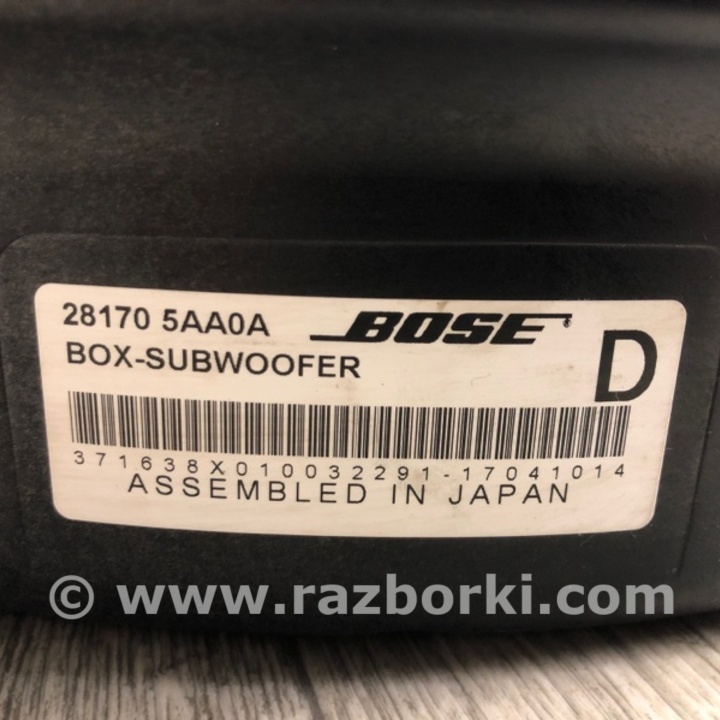 28170 5AA0A BOSE®
BOX-SUBWOOFER D
371638X010032291-17041014
ASSEMBLED IN JAPAN
© www.razborki.com